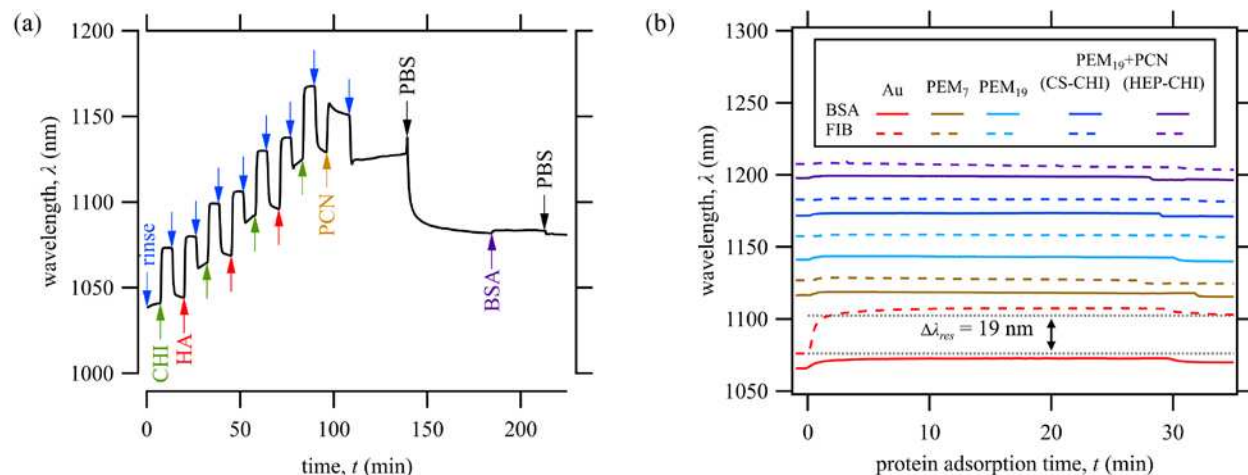 (a)
1200
1150
1100
1050
1000
wavelength, λ (nm)
rinse
CHI
HA
PCN
PBS
BSA
PBS
0 50 100 150 200
time, t (min)
(b)
1300
1250
1200
1150
1100
1050
wavelength, λ (nm)
PEM19+PCN
Au PEM7 PEM19 (CS-CHI) (HEP-CHI)
BSA
FIB
Δλres = 19 nm
0 10 20 30
protein adsorption time, t (min)